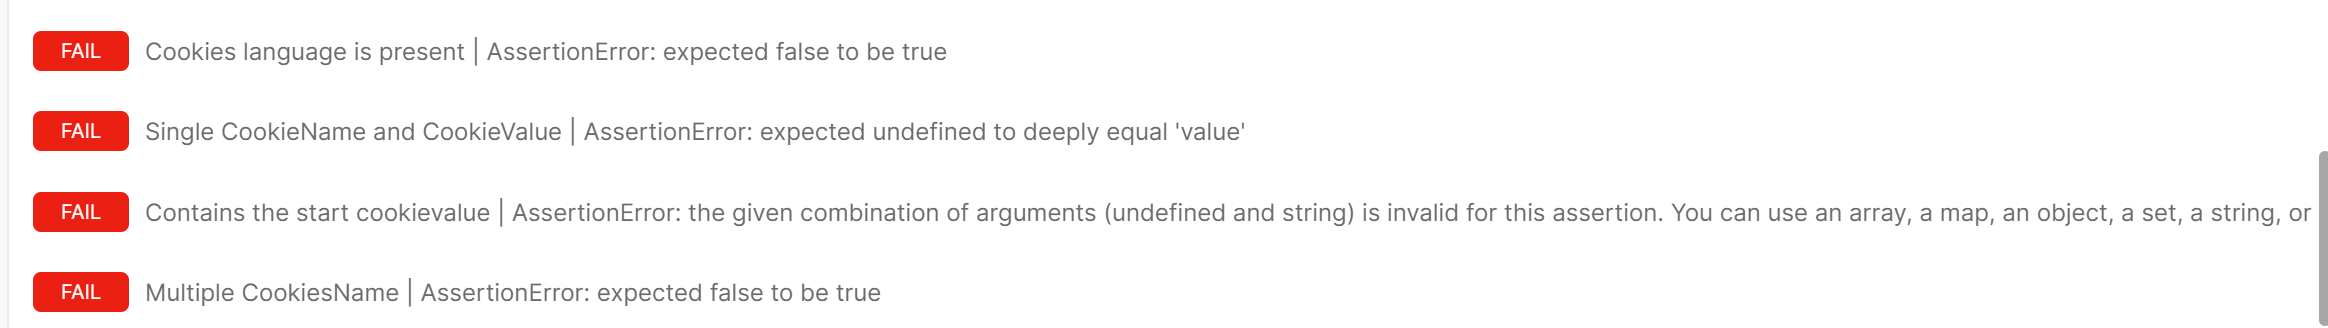 FAIL Cookies language is present | AssertionError: expected false to be true
FAIL Single CookieName and CookieValue | AssertionError: expected undefined to deeply equal 'value'
FAIL Contains the start cookievalue | AssertionError: the given combination of arguments (undefined and string) is invalid for this assertion. You can use an array, a map, an object, a set, a string, or
FAIL Multiple CookiesName | AssertionError: expected false to be true